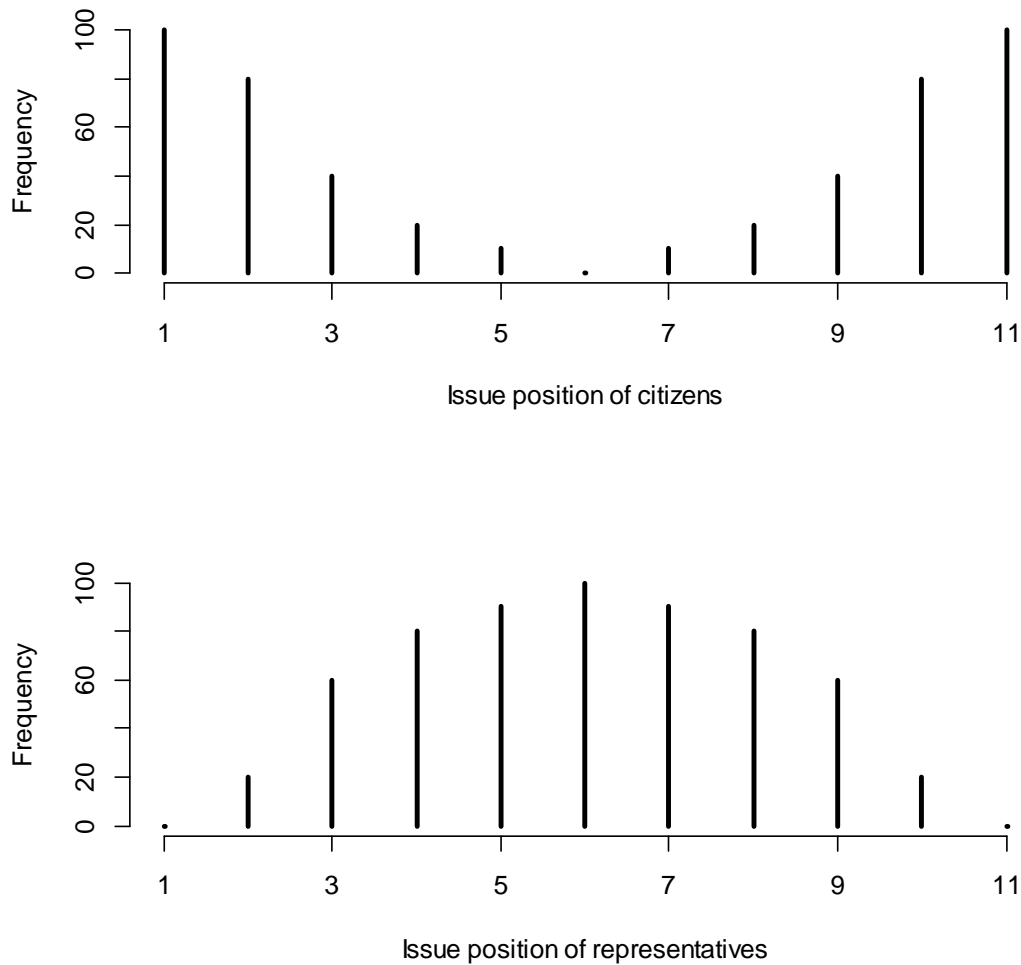 100
60
20
0
Frequency
1 3 5 7 9 11
Issue position of citizens
100
60
20
0
Frequency
1 3 5 7 9 11
Issue position of representatives